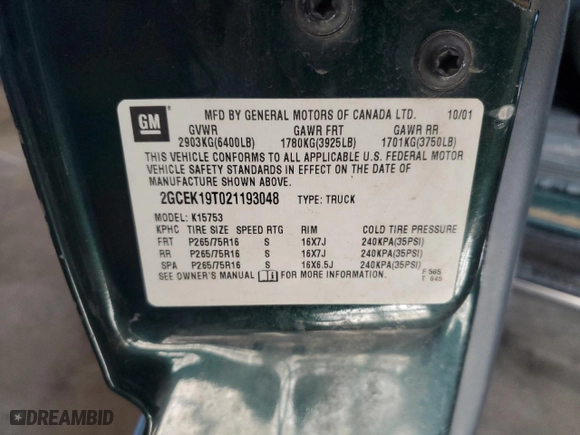 GM
MFD BY GENERAL MOTORS OF CANADA LTD. 10/01
GVWR GAWR FRT GAWR RR
2903KG(6400LB) 1780KG(3925LB) 1701KG(3750LB)
THIS VEHICLE CONFORMS TO ALL APPLICABLE U.S. FEDERAL MOTOR
VEHICLE SAFETY STANDARDS IN EFFECT ON THE DATE OF
MANUFACTURE SHOWN ABOVE.
2GCEK19T021193048 TYPE: TRUCK
MODEL: K15753
KPHC TIRE SIZE SPEED RTG RIM COLD TIRE PRESSURE
FRT P265/75R16 S 16X7J 240KPA(35PSI)
RR P265/75R16 S 16X7J 240KPA(35PSI)
SPA P265/75R16 S 16X6.5J 240KPA(35PSI)
SEE OWNER'S MANUAL FOR MORE INFORMATION.
F 565
T 645
DREAMBID